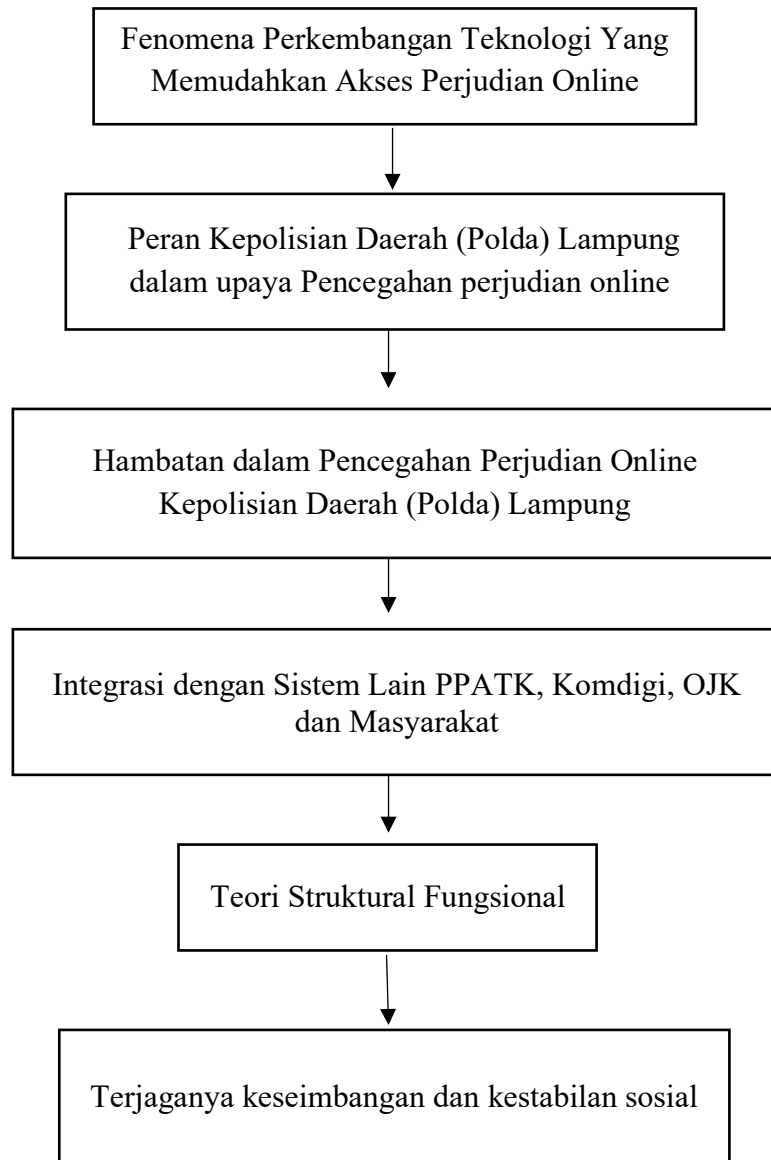 Fenomena Perkembangan Teknologi Yang
Memudahkan Akses Perjudian Online
Peran Kepolisian Daerah (Polda) Lampung
dalam upaya Pencegahan perjudian online
Hambatan dalam Pencegahan Perjudian Online
Kepolisian Daerah (Polda) Lampung
Integrasi dengan Sistem Lain PPATK, Komdigi, OJK
dan Masyarakat
Teori Struktural Fungsional
Terjaganya keseimbangan dan kestabilan sosial